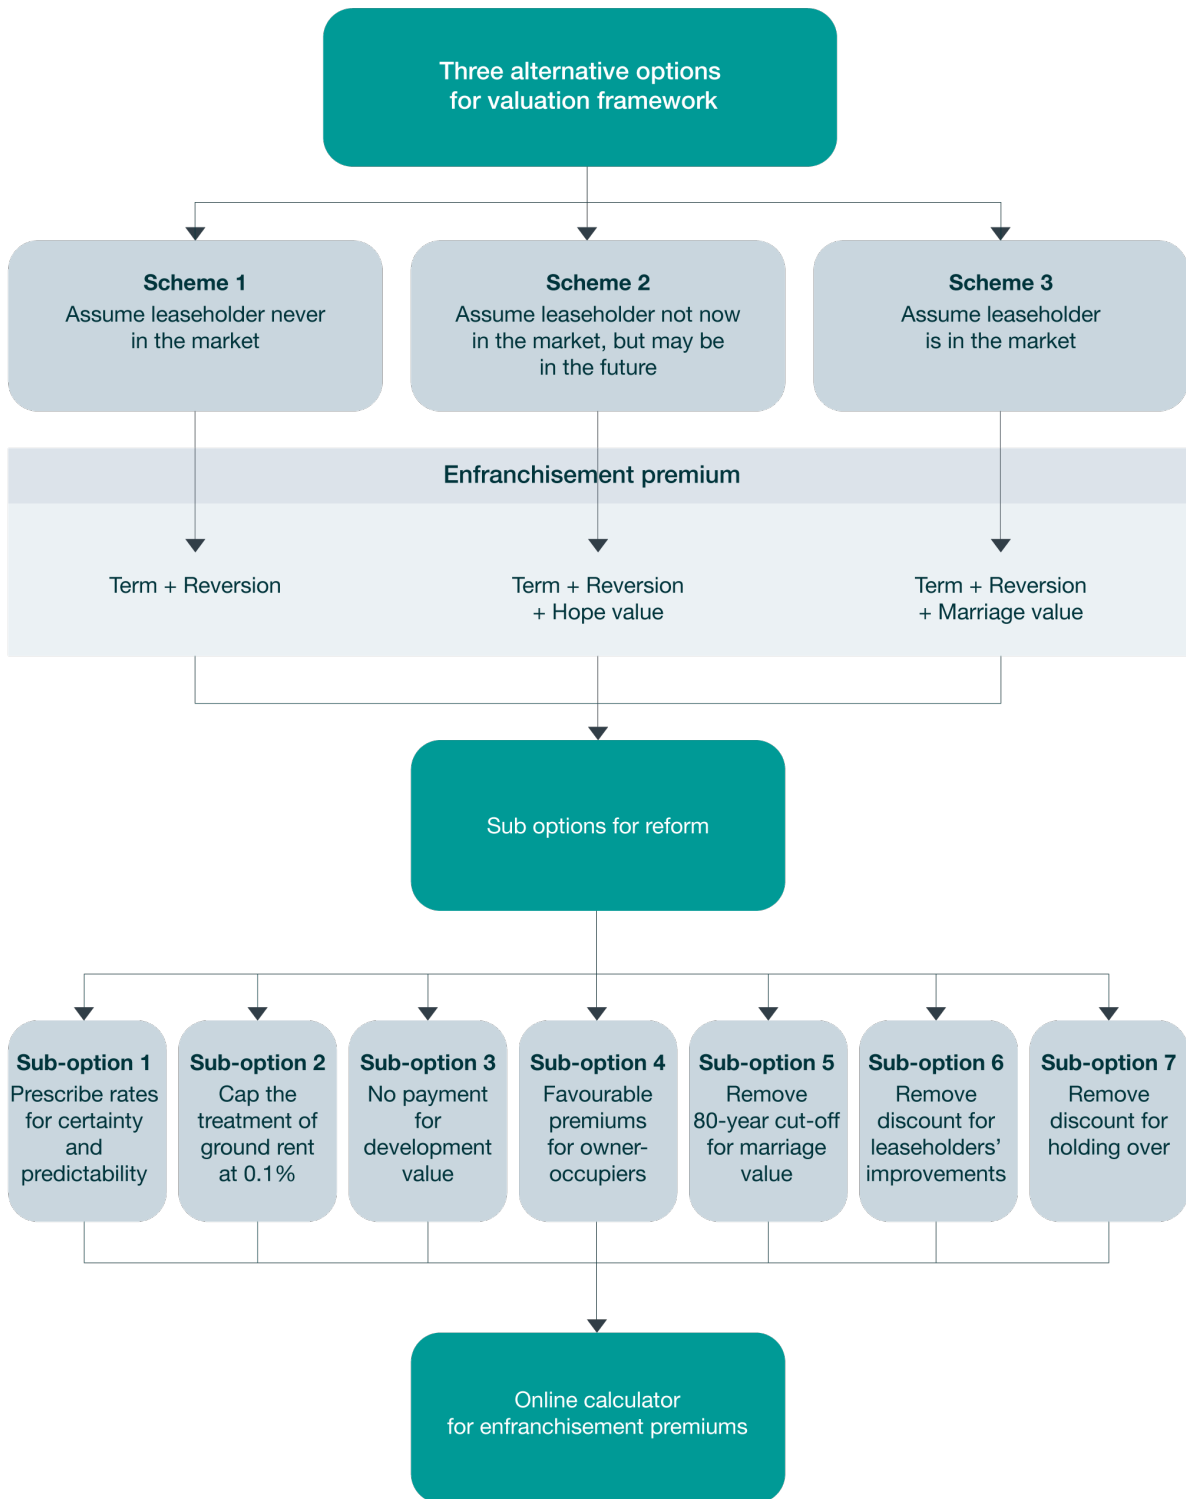 Three alternative options
for valuation framework
Scheme 1
Assume leaseholder never
in the market
Scheme 2
Assume leaseholder not now
in the market, but may be
in the future
Scheme 3
Assume leaseholder
is in the market
Enfranchisement premium
Term + Reversion
Term + Reversion
+ Hope value
Term + Reversion
+ Marriage value
Sub options for reform
Sub-option 1
Prescribe rates
for certainty
and
predictability
Sub-option 2
Cap the
treatment of
ground rent
at 0.1%
Sub-option 3
No payment
for
development
value
Sub-option 4
Favourable
premiums
for owner-
occupiers
Sub-option 5
Remove
80-year cut-off
for marriage
value
Sub-option 6
Remove
discount for
leaseholders’
improvements
Sub-option 7
Remove
discount for
holding over
Online calculator
for enfranchisement premiums